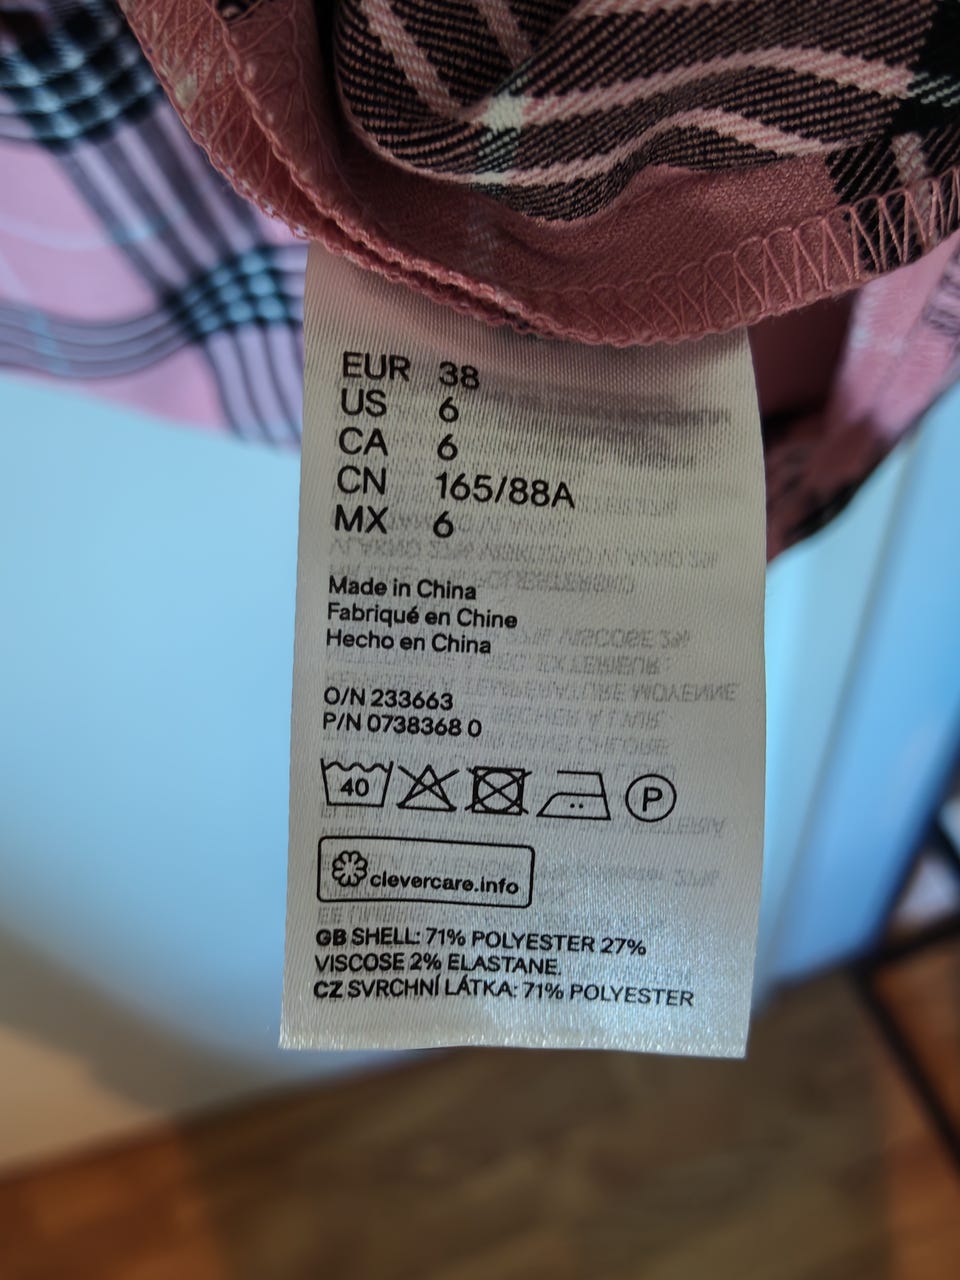 EUR 38
US 6
CA 6
CN 165/88A
MX 6
Made in China
Fabriqué en Chine
Hecho en China
O/N 233663
P/N 0738368 0
40 P
clevercare.info
GB SHELL: 71% POLYESTER 27%
VISCOSE 2% ELASTANE.
CZ SVRCHNÍ LÁTKA: 71% POLYESTER